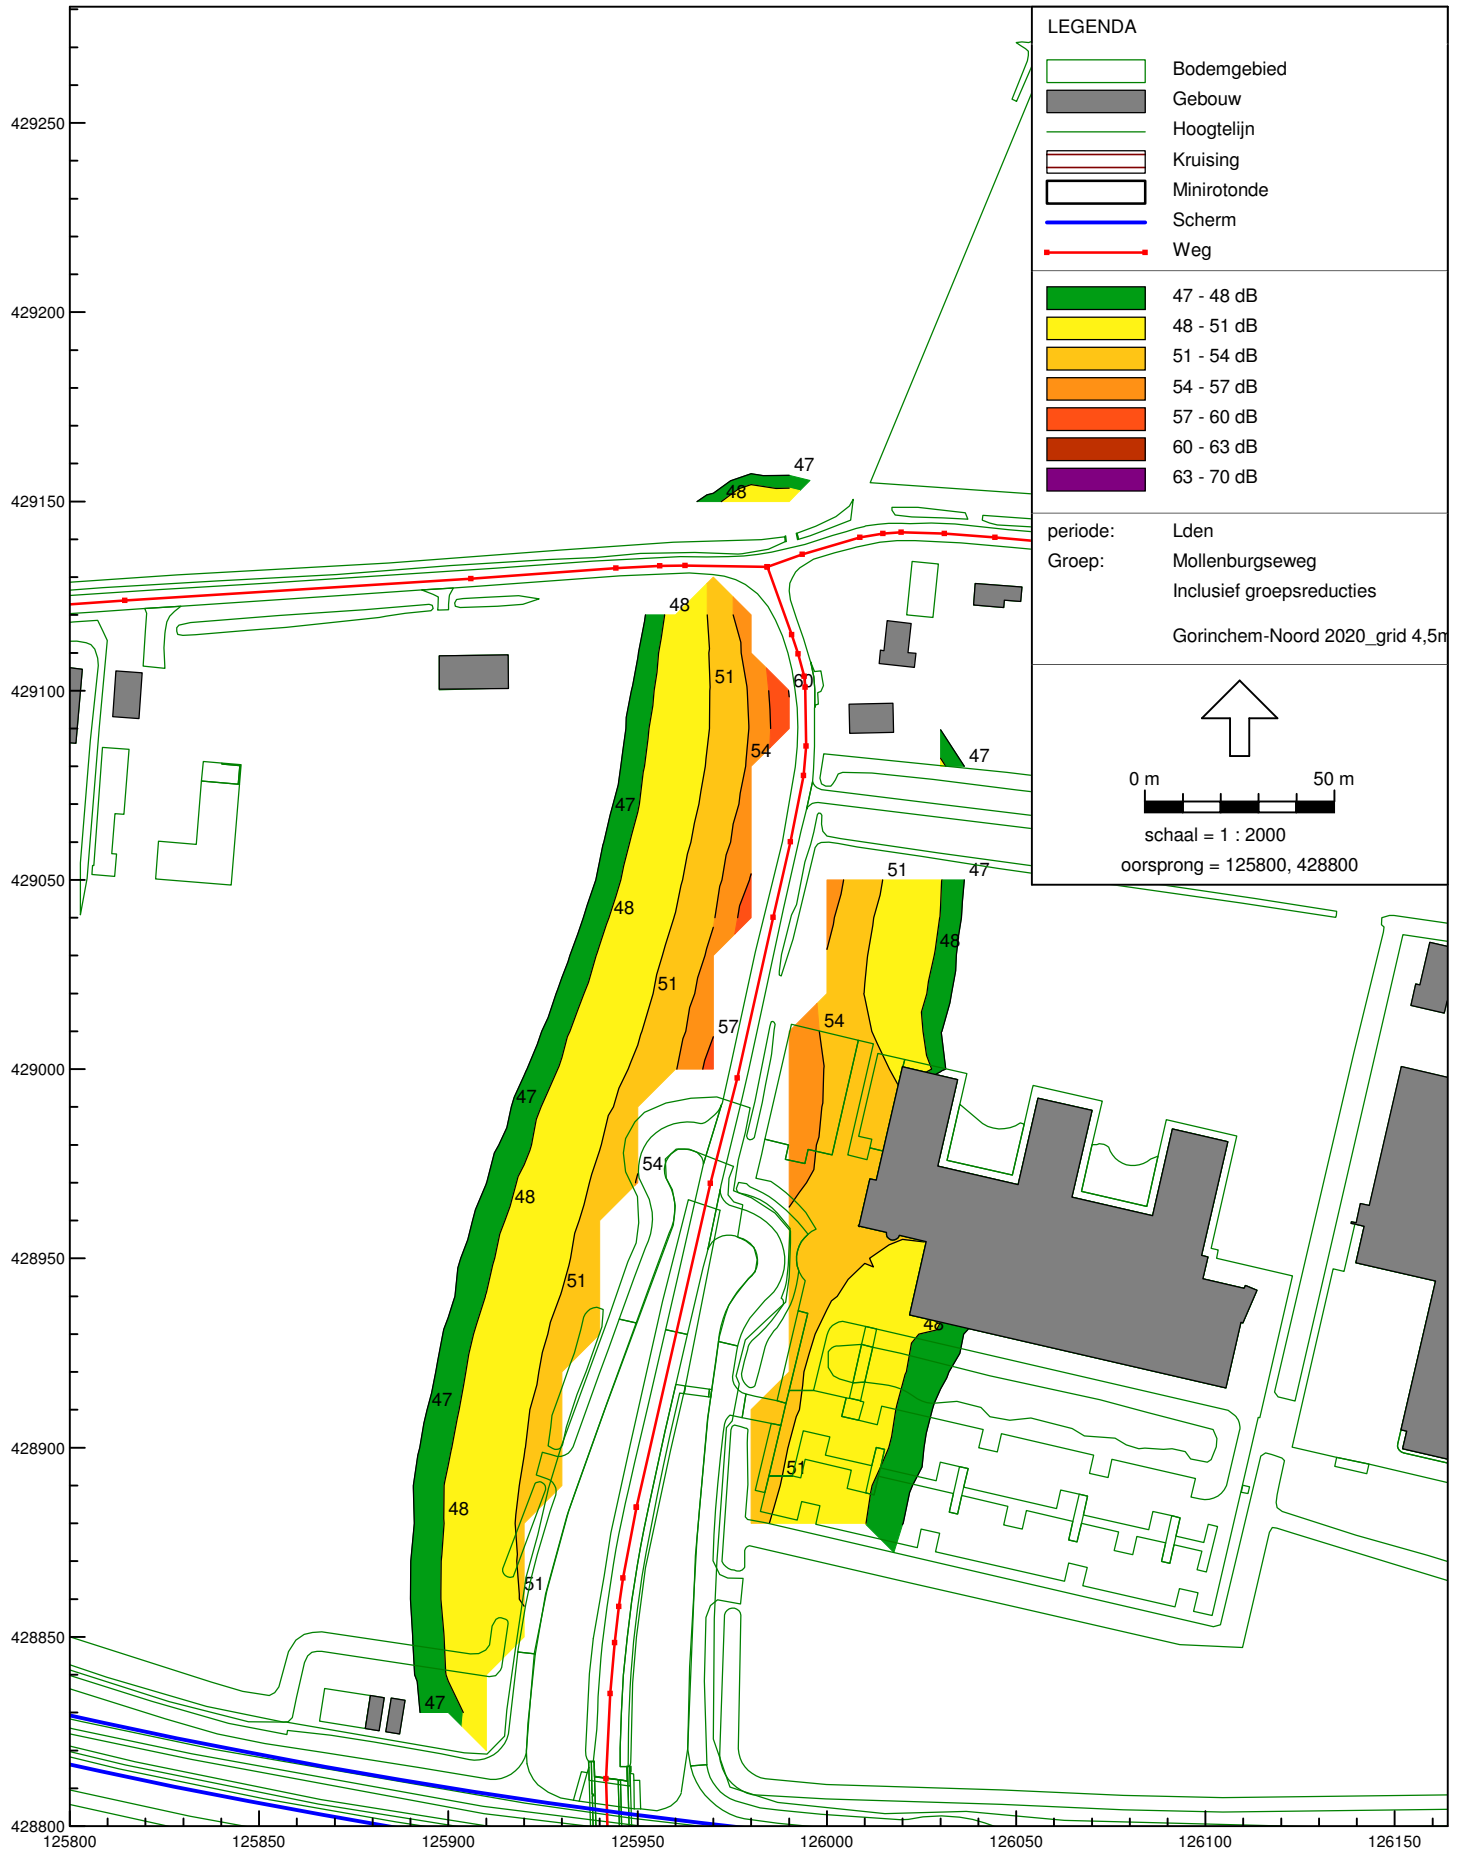 LEGENDA
Bodemgebied
Gebouw
Hoogtelijn
Kruising
Minirotonde
Scherm
Weg
47 - 48 dB
48 - 51 dB
51 - 54 dB
54 - 57 dB
57 - 60 dB
60 - 63 dB
63 - 70 dB
periode: Lden
Groep: Mollenburgseweg
Inclusief groepsreducties
Gorinchem-Noord 2020_grid 4,5m
0 m 50 m
schaal = 1 : 2000
oorsprong = 125800, 428800
429250
429200
47
48
429150
48
51
60
429100
54
47
47
51
47
429050
48
48
51
54
57
429000
47
54
48
428950
51
48
47
428900
51
48
51
428850
47
428800
125800 125850 125900 125950 126000 126050 126100 126150